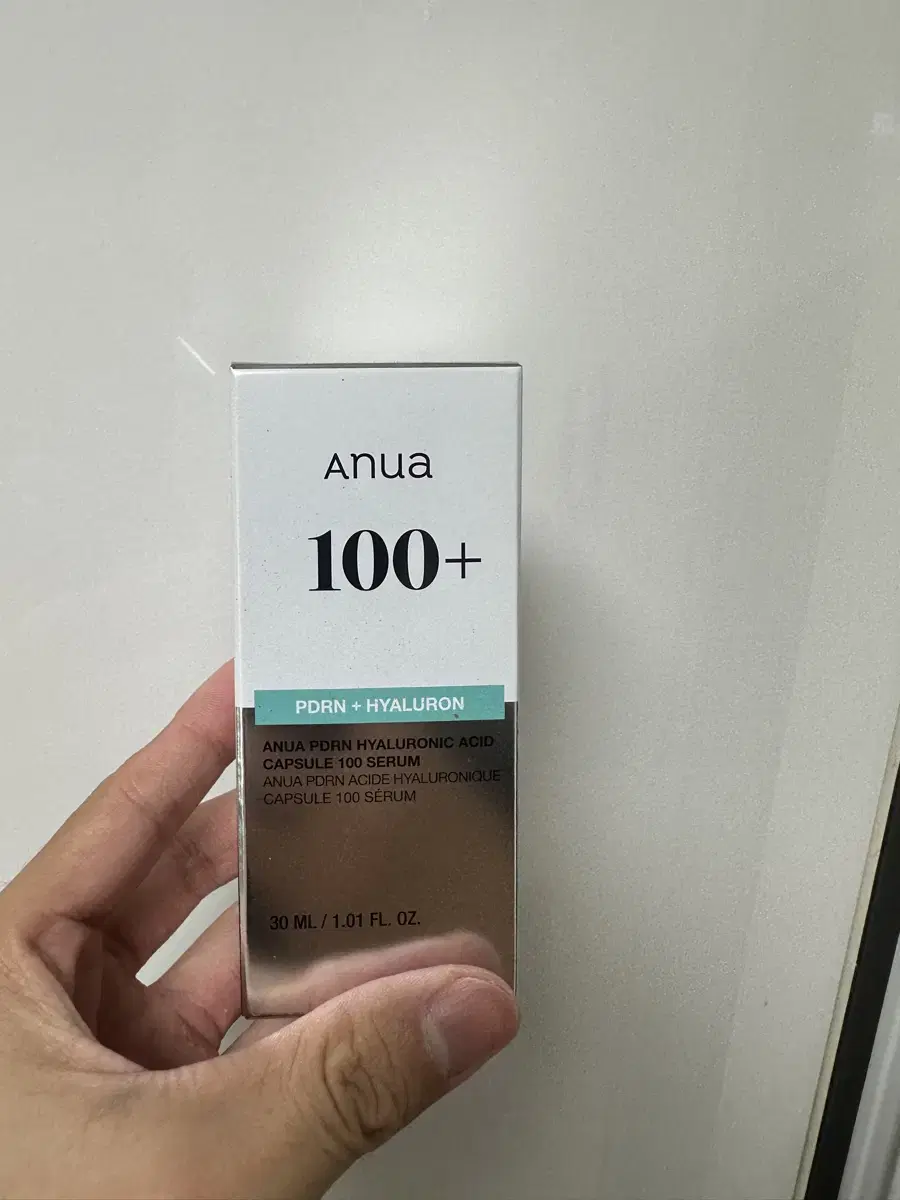 Anua
100+
PDRN + HYALURON
ANUA PDRN HYALURONIC ACID
CAPSULE 100 SERUM
ANUA PDRN ACIDE HYALURONIQUE
CAPSULE 100 SÉRUM
30 ML / 1.01 FL. OZ.